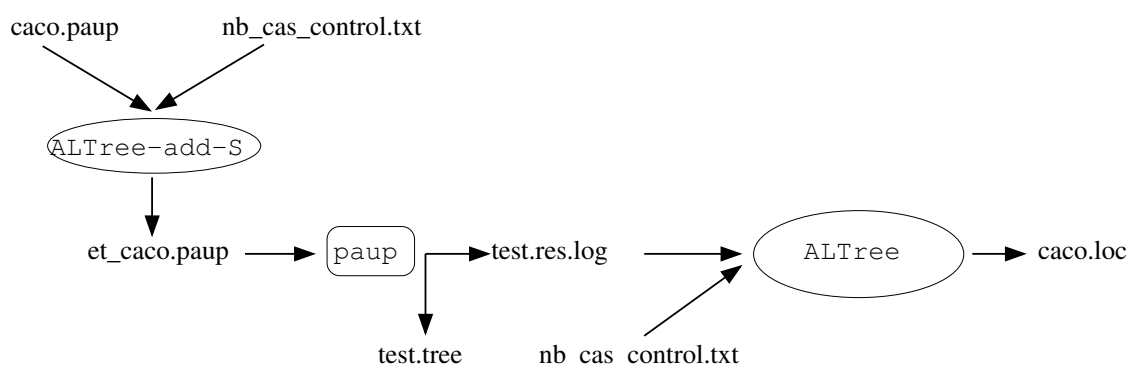 caco.paup nb_cas_control.txt
ALTree-add-S
et_caco.paup paup test.res.log ALTree caco.loc
test.tree nb cas control.txt